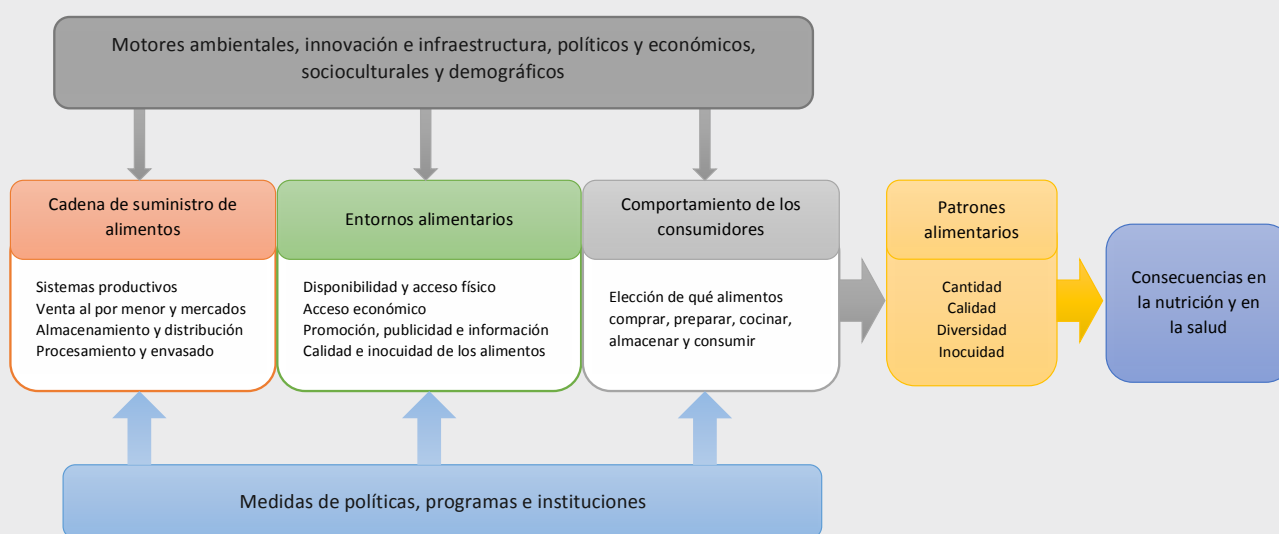 Motores ambientales, innovación e infraestructura, políticos y económicos,
socioculturales y demográficos
Cadena de suministro de
alimentos
Sistemas productivos
Venta al por menor y mercados
Almacenamiento y distribución
Procesamiento y envasado
Entornos alimentarios
Disponibilidad y acceso físico
Acceso económico
Promoción, publicidad e información
Calidad e inocuidad de los alimentos
Comportamiento de los
consumidores
Elección de qué alimentos
comprar, preparar, cocinar,
almacenar y consumir
Patrones
alimentarios
Cantidad
Calidad
Diversidad
Inocuidad
Consecuencias en
la nutrición y en
la salud
Medidas de políticas, programas e instituciones